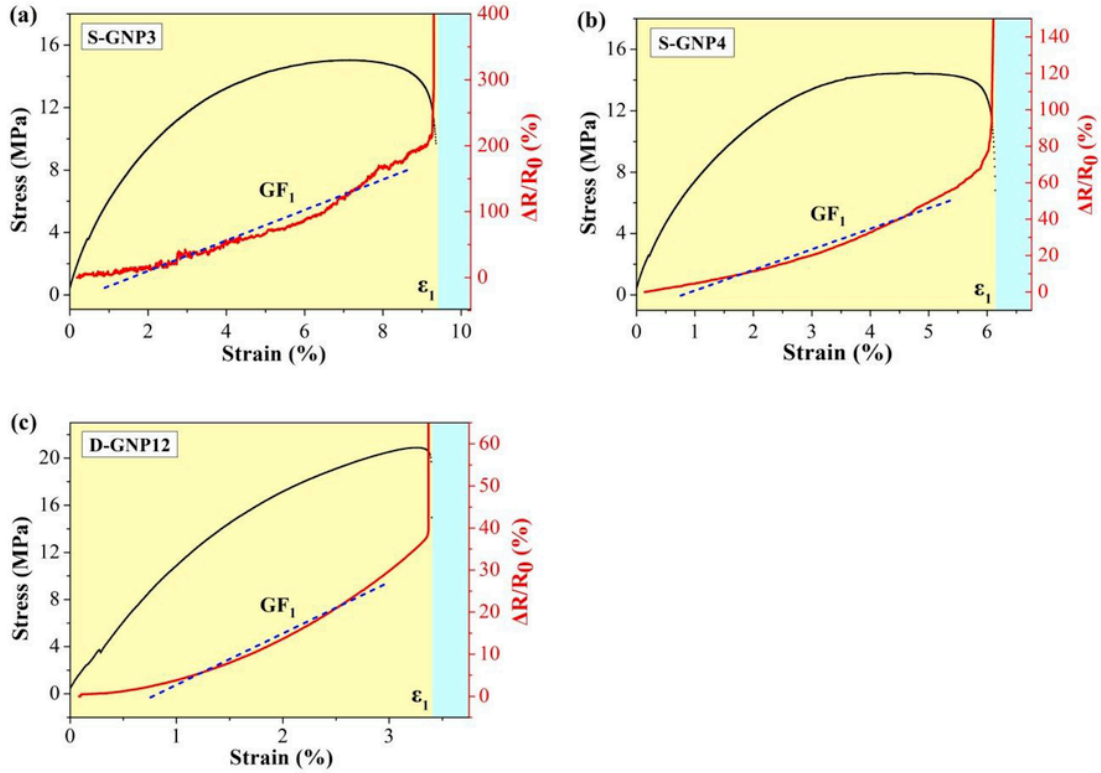 (a)
S-GNP3
Stress (MPa)
16
12
8
4
0
400
300
200
100
0
ΔR/R₀ (%)
GF₁
ε₁
0 2 4 6 8 10
Strain (%)
(b)
S-GNP4
Stress (MPa)
16
12
8
4
0
140
120
100
80
60
40
20
0
ΔR/R₀ (%)
GF₁
ε₁
0 1 2 3 4 5 6
Strain (%)
(c)
D-GNP12
Stress (MPa)
20
16
12
8
4
0
60
50
40
30
20
10
0
ΔR/R₀ (%)
GF₁
ε₁
0 1 2 3
Strain (%)